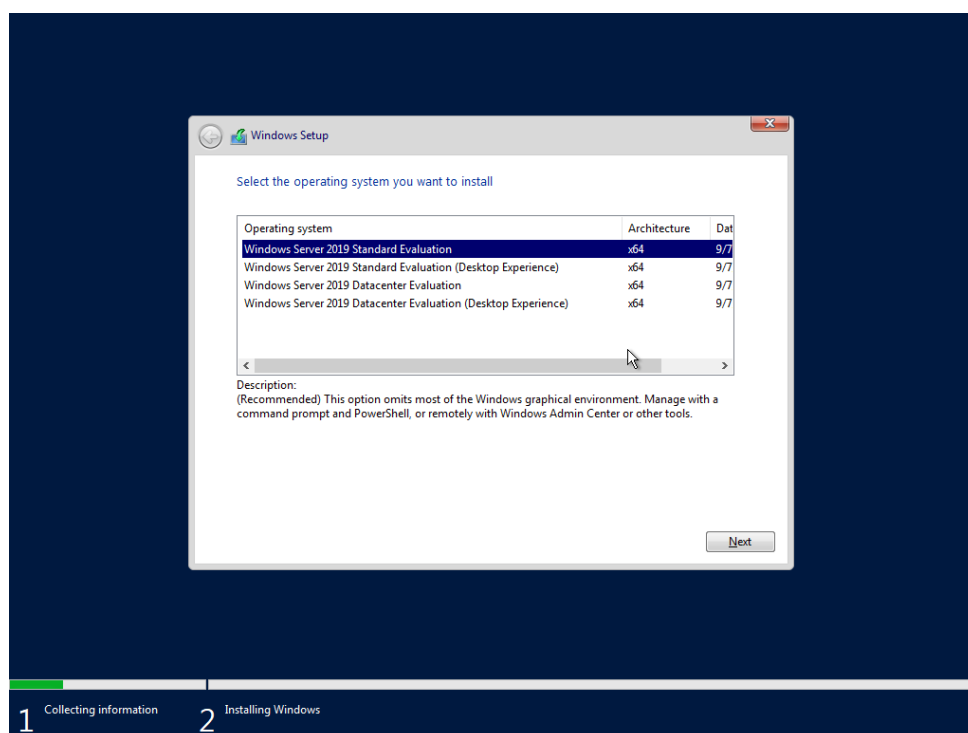 Windows Setup
Select the operating system you want to install
Operating system Architecture Dat
Windows Server 2019 Standard Evaluation x64 9/7
Windows Server 2019 Standard Evaluation (Desktop Experience) x64 9/7
Windows Server 2019 Datacenter Evaluation x64 9/7
Windows Server 2019 Datacenter Evaluation (Desktop Experience) x64 9/7
Description:
(Recommended) This option omits most of the Windows graphical environment. Manage with a
command prompt and PowerShell, or remotely with Windows Admin Center or other tools.
Next
1 Collecting information 2 Installing Windows